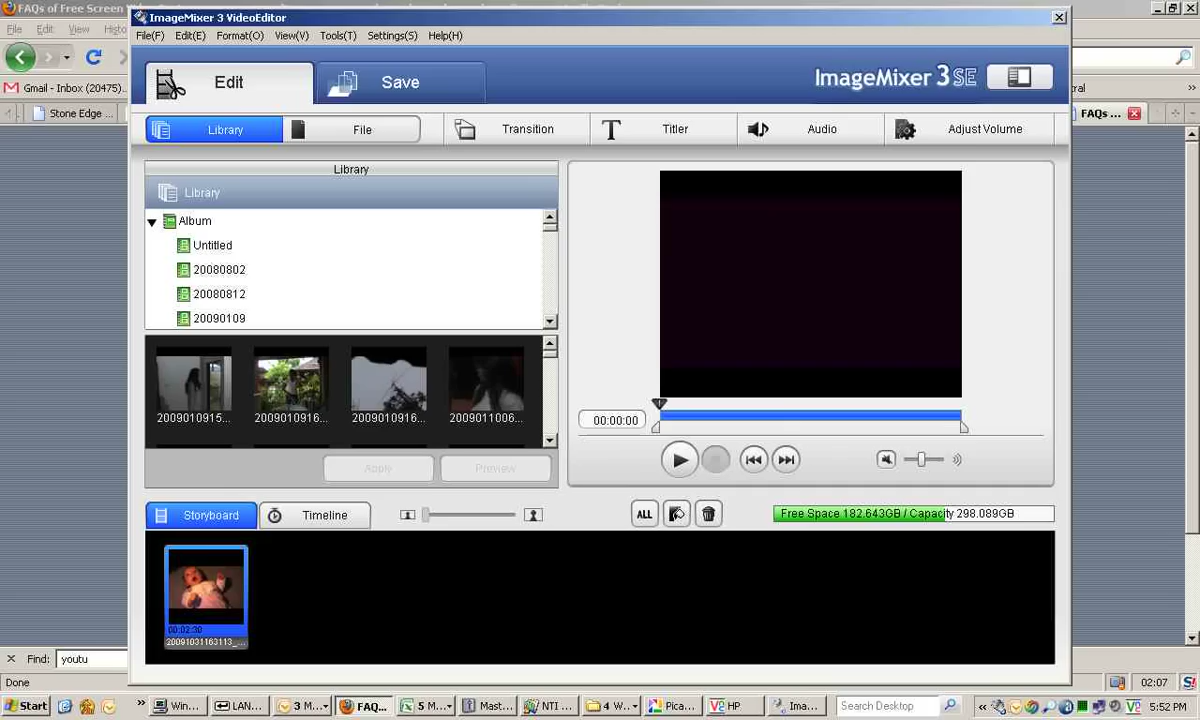 FAQs of Free Screen
ImageMixer 3 VideoEditor
File Edit View Histo
File(F) Edit(E) Format(O) View(V) Tools(T) Settings(S) Help(H)
Edit Save ImageMixer 3 SE
Gmail - Inbox (20475)...
tral
Stone Edge ...
FAQs ...
Library File Transition Titler Audio Adjust Volume
Library
Library
Album
Untitled
20080802
20080812
20090109
2009010915... 2009010916... 2009010916... 2009011006...
00:00:00
Apply Preview
Storyboard Timeline ALL Free Space 182.643GB / Capacity 298.089GB
00:02:30
20091031163113_...
Find: youtu
Done 02:07
Start Win... LAN... 3 M... FAQ... 5 M... Mast... NTI ... 4 W... Pica... HP Ima... Search Desktop 5:52 PM